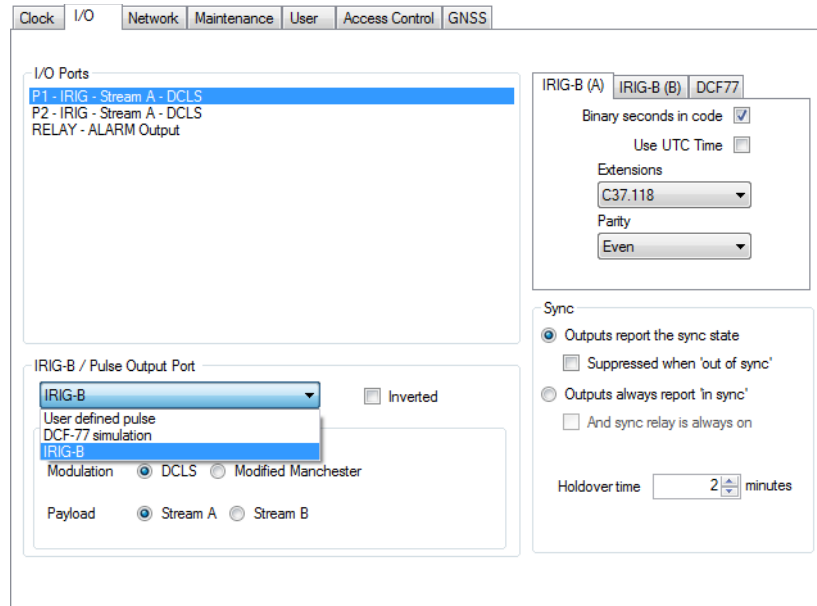 Clock I/O Network Maintenance User Access Control GNSS
I/O Ports
P1 - IRIG - Stream A - DCLS
P2 - IRIG - Stream A - DCLS
RELAY - ALARM Output
IRIG-B / Pulse Output Port
IRIG-B
Inverted
User defined pulse
DCF-77 simulation
IRIG-B
Modulation DCLS Modified Manchester
Payload Stream A Stream B
IRIG-B (A) IRIG-B (B) DCF77
Binary seconds in code
Use UTC Time
Extensions
C37.118
Parity
Even
Sync
Outputs report the sync state
Suppressed when 'out of sync'
Outputs always report 'in sync'
And sync relay is always on
Holdover time 2 minutes